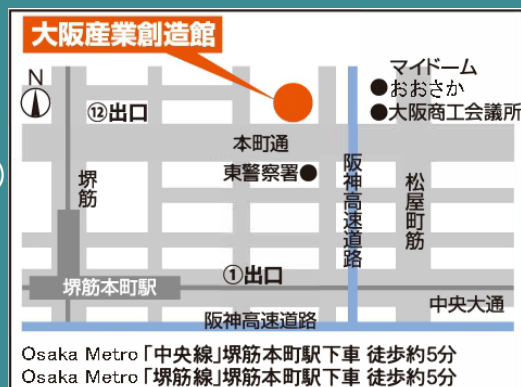 大阪産業創造館
N
マイドーム
●おおさか
●大阪商工会議所
⑫出口
本町通
東警察署●
堺筋
阪神高速道路
松屋町筋
①出口
堺筋本町駅
中央大通
阪神高速道路
Osaka Metro「中央線」堺筋本町駅下車 徒歩約5分
Osaka Metro「堺筋線」堺筋本町駅下車 徒歩約5分